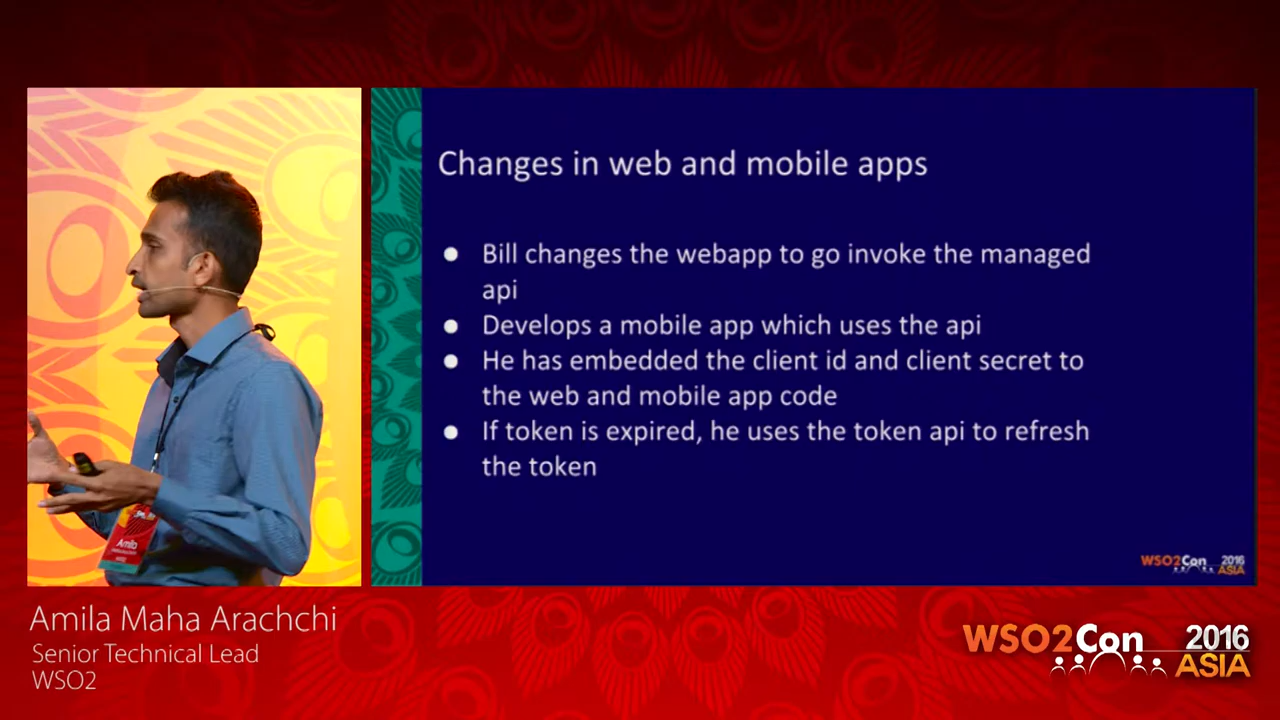 Changes in web and mobile apps
● Bill changes the webapp to go invoke the managed
api
● Develops a mobile app which uses the api
● He has embedded the client id and client secret to
the web and mobile app code
● If token is expired, he uses the token api to refresh
the token
WSO2Con 2016
ASIA
Amila
WSO2
Amila Maha Arachchi
Senior Technical Lead
WSO2
WSO2Con 2016
ASIA